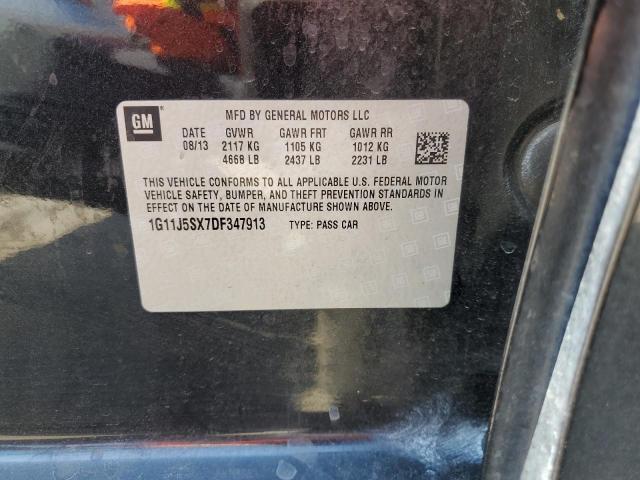 GM
MFD BY GENERAL MOTORS LLC
DATE GVWR GAWR FRT GAWR RR
08/13 2117 KG 1105 KG 1012 KG
4668 LB 2437 LB 2231 LB
THIS VEHICLE CONFORMS TO ALL APPLICABLE U.S. FEDERAL MOTOR
VEHICLE SAFETY, BUMPER, AND THEFT PREVENTION STANDARDS IN
EFFECT ON THE DATE OF MANUFACTURE SHOWN ABOVE.
1G11J5SX7DF347913 TYPE: PASS CAR